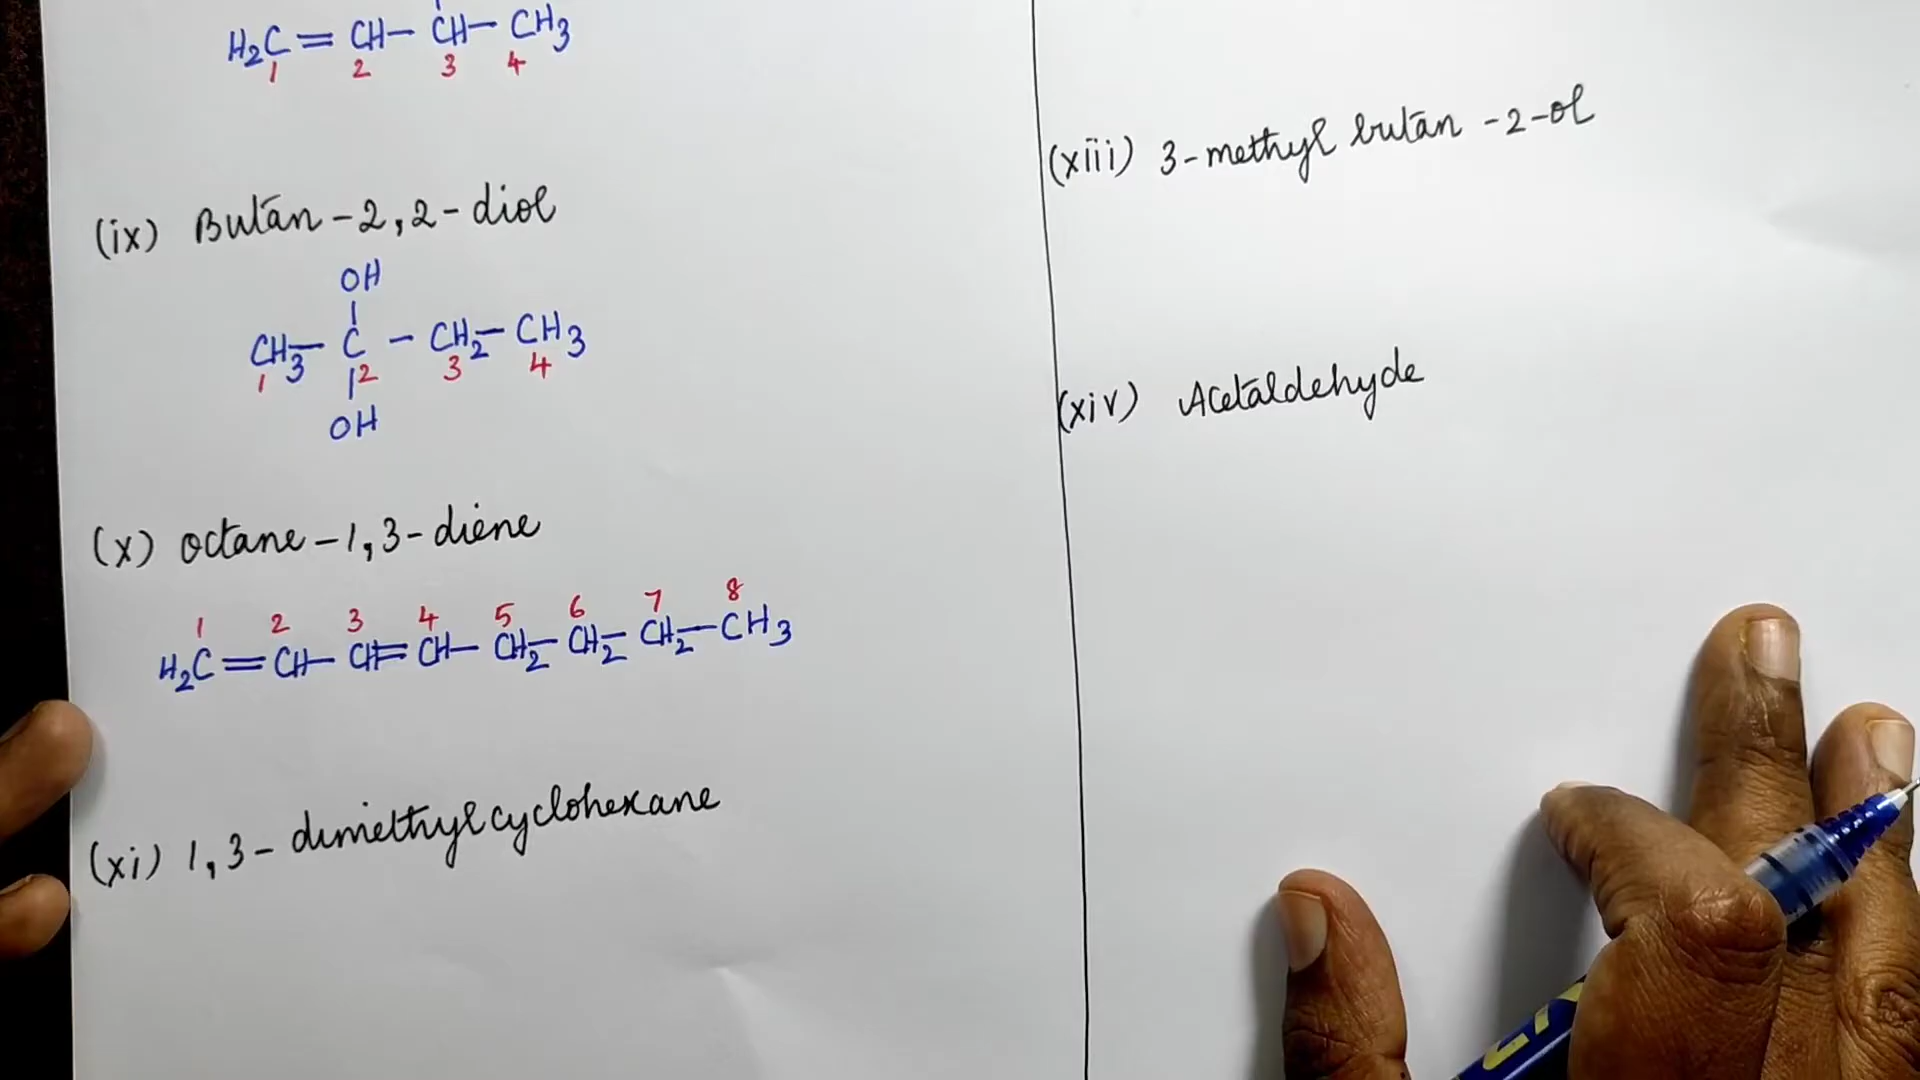 H2C = CH - CH - CH3
1 2 3 4
(ix) Butan-2,2-diol
OH
CH3 - C - CH2 - CH3
1 2 3 4
OH
(x) octane-1,3-diene
1 2 3 4 5 6 7 8
H2C = CH - CH = CH - CH2 - CH2 - CH2 - CH3
(xi) 1,3-dimethylcyclohexane
(xiii) 3-methyl butan-2-ol
(xiv) Acetaldehyde